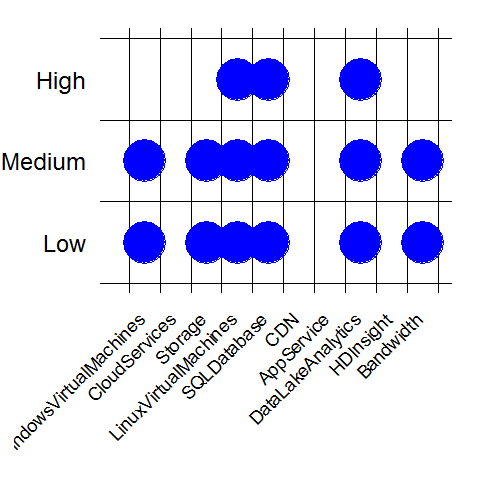 High
Medium
Low
ndowsVirtualMachines
CloudServices
Storage
LinuxVirtualMachines
SQLDatabase
CDN
AppService
DataLakeAnalytics
HDInsight
Bandwidth